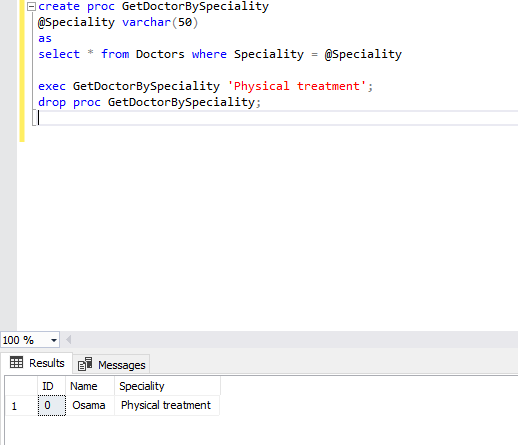 create proc GetDoctorBySpeciality
@Speciality varchar(50)
as
select * from Doctors where Speciality = @Speciality
exec GetDoctorBySpeciality 'Physical treatment';
drop proc GetDoctorBySpeciality;
100 %
Results Messages
ID Name Speciality
1 0 Osama Physical treatment